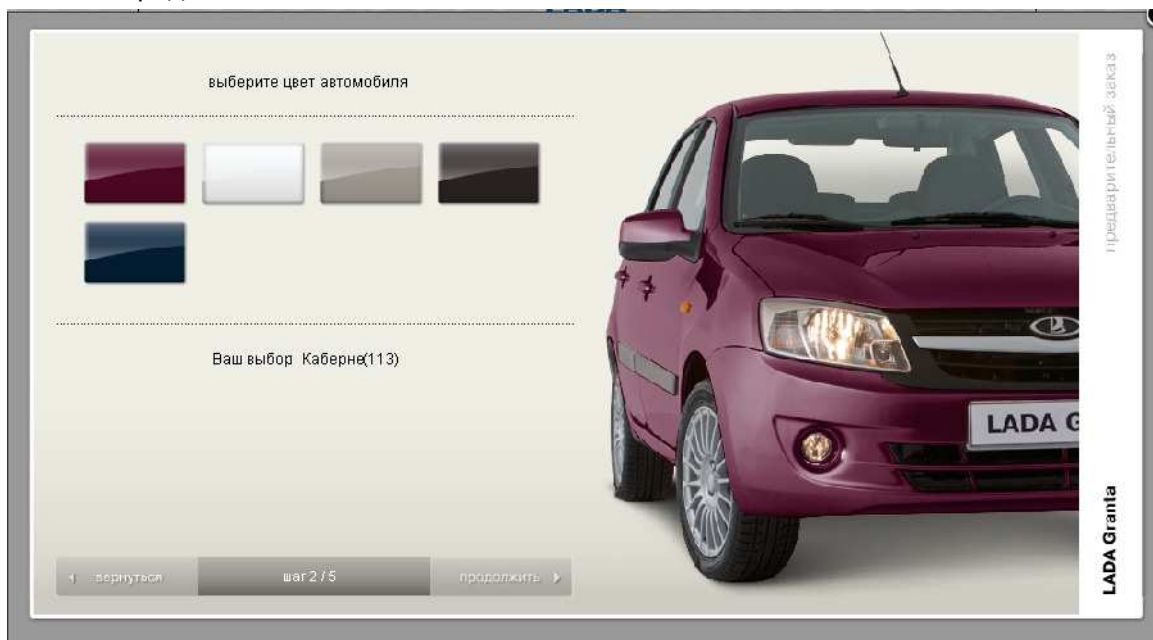 выберите цвет автомобиля
Ваш выбор Каберне(113)
вернуться
шаг 2 / 5
продолжить
предварительный заказ
LADA Granta
LADA G